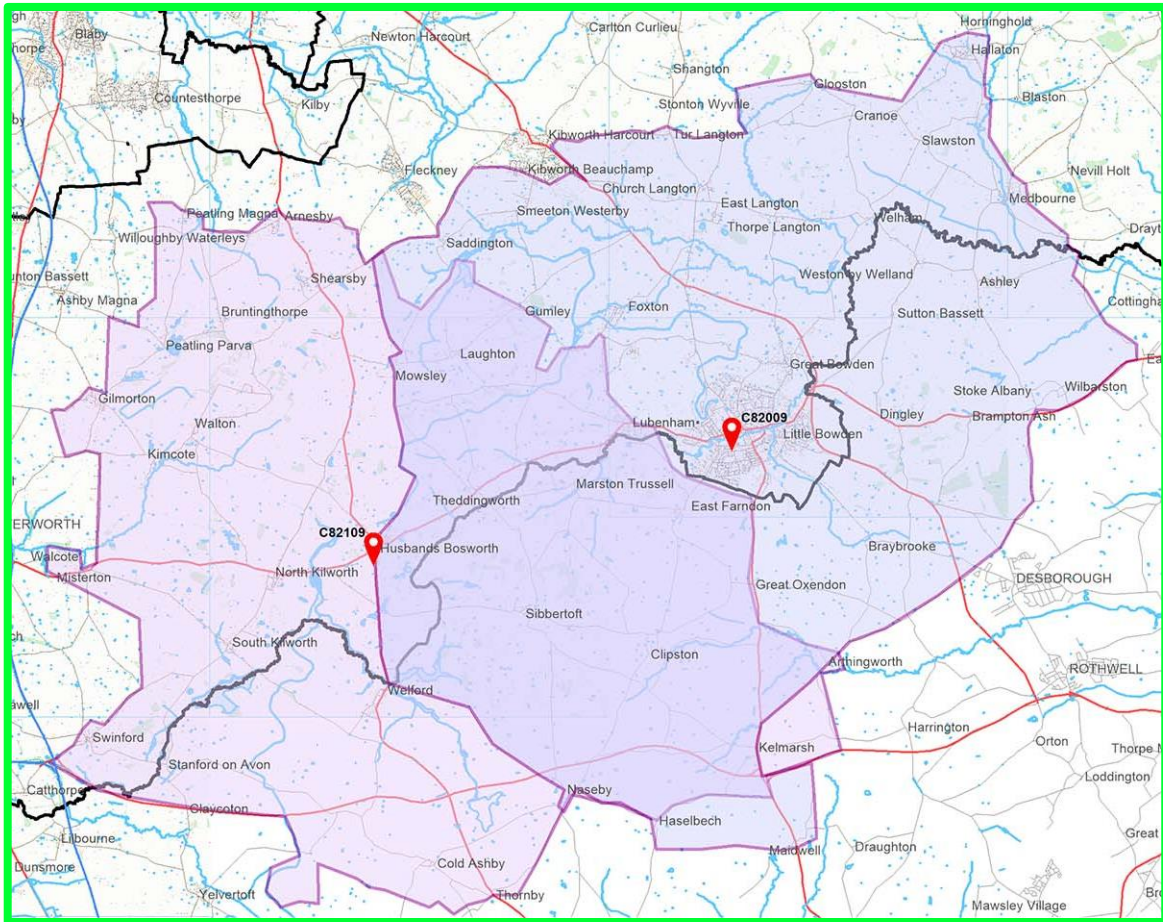 Blaby
Newton Harcourt
Carlton Curlieu
Horninghold
Hallaton
Shangton
Glooston
Countesthorpe
Kilby
Stonton Wyville
Blaston
Cranoe
Kibworth Harcourt
Tur Langton
Slawston
Fleckney
Kibworth Beauchamp
Nevill Holt
Church Langton
Medbourne
East Langton
Peatling Magna
Arnesby
Smeeton Westerby
Welham
Thorpe Langton
Willoughby Waterleys
Saddington
Weston by Welland
Shearsby
Ashley
Ashby Magna
Bruntingthorpe
Gumley
Foxton
Sutton Bassett
Peatling Parva
Laughton
Great Bowden
Mowsley
Stoke Albany
Wilbarston
Gilmorton
Walton
Lubenham
C82009
Little Bowden
Dingley
Brampton Ash
Kimcote
Marston Trussell
Theddingworth
East Farndon
C82109
Husbands Bosworth
Braybrooke
Walcote
Misterton
North Kilworth
Great Oxendon
DESBOROUGH
Sibbertoft
South Kilworth
Clipston
Arthingworth
ROTHWELL
Welford
Harrington
Swinford
Kelmarsh
Orton
Stanford on Avon
Loddington
Catthorpe
Naseby
Claycoton
Haselbech
Lilbourne
Draughton
Great
Maidwell
Dunsmore
Cold Ashby
Yelvertoft
Thornby
Mawsley Village